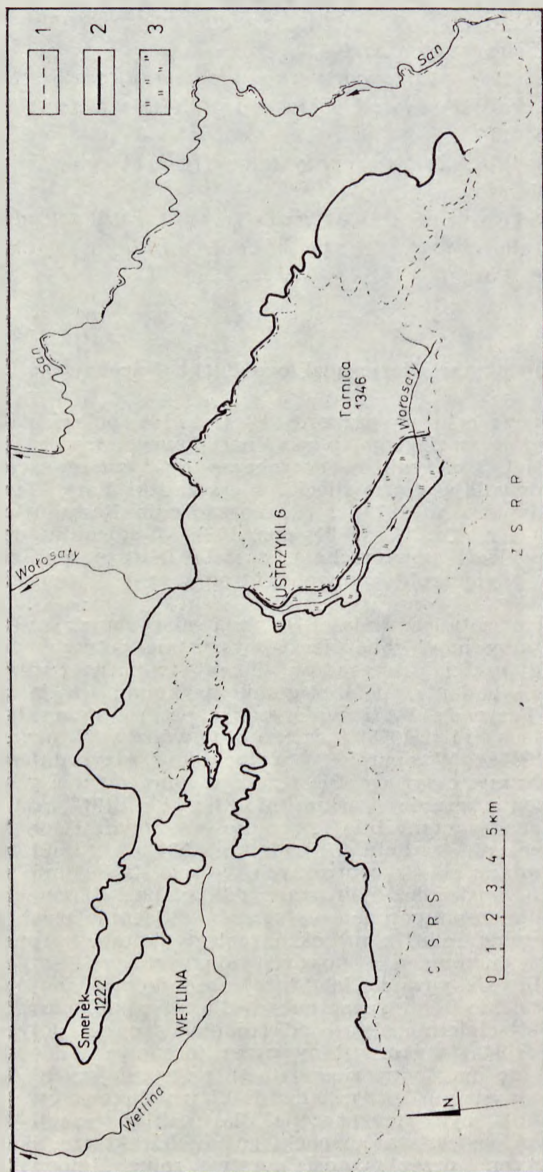 1
2
3
San
San
Wołosaty
Smerek
1222
WETLINA
Wetlina
USTRZYKI G
Tarnica
1346
Wołosaty
Z S R R
C S R S
0 1 2 3 4 5 km
N